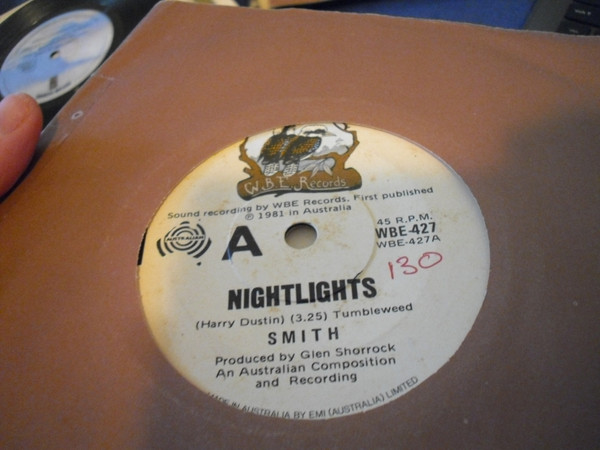 W.B.E. Records
Sound recording by WBE Records. First published
℗ 1981 in Australia
45 R.P.M.
WBE-427
WBE-427A
AUSTRALIAN
A
130
NIGHTLIGHTS
(Harry Dustin) (3.25) Tumbleweed
SMITH
Produced by Glen Shorrock
An Australian Composition
and Recording
MADE IN AUSTRALIA BY EMI (AUSTRALIA) LIMITED